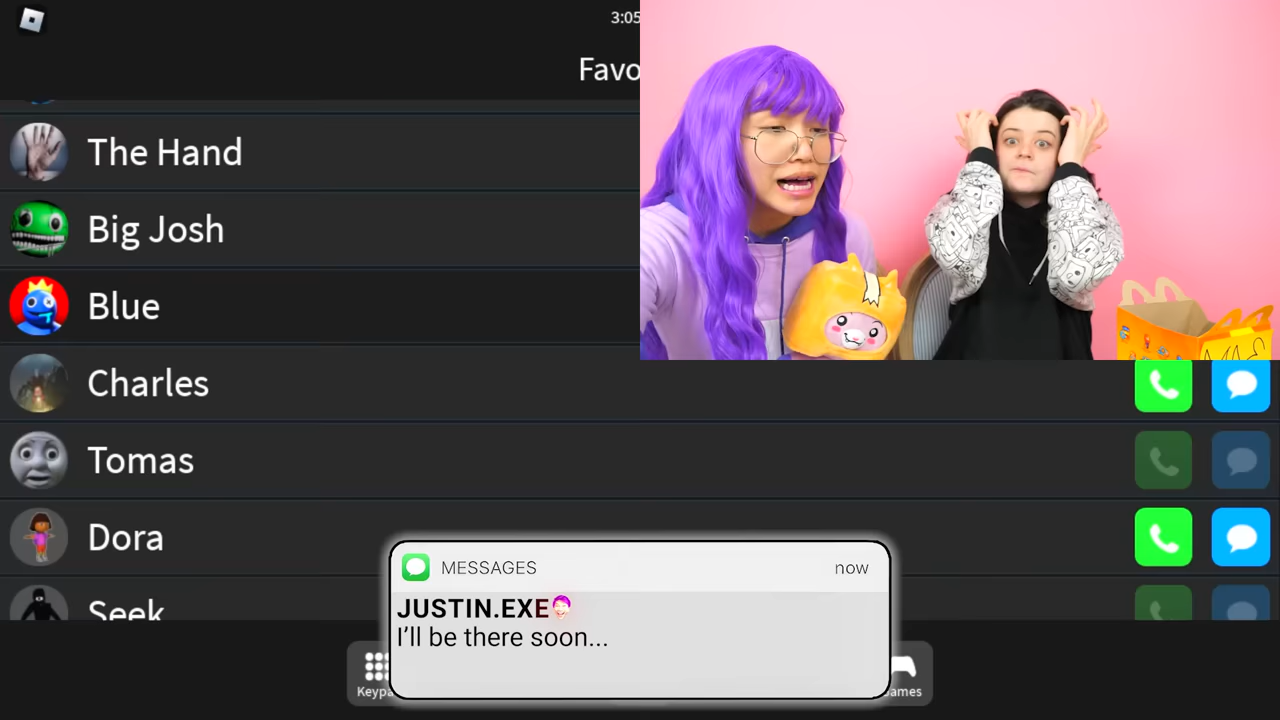 3:05
Favo
The Hand
Big Josh
Blue
Charles
Tomas
Dora
Seek
MESSAGES
now
JUSTIN.EXE
I'll be there soon...
Keypa
ames